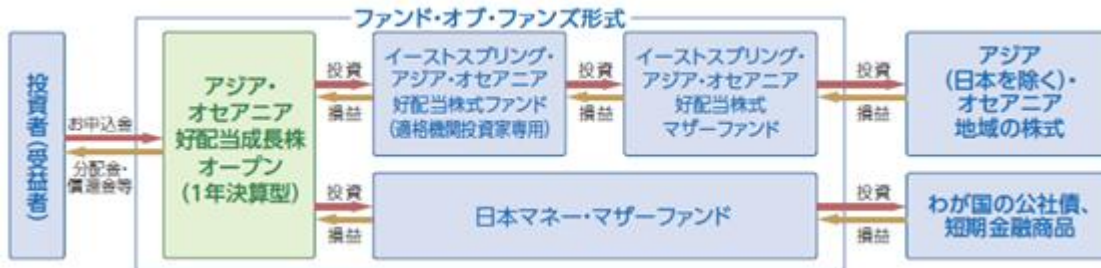 ファンド・オブ・ファンズ形式
投資者(受益者)
お申込金
分配金・
償還金等
アジア・
オセアニア
好配当成長株
オープン
(1年決算型)
投資
損益
イーストスプリング・
アジア・オセアニア
好配当株式ファンド
(適格機関投資家専用)
投資
損益
イーストスプリング・
アジア・オセアニア
好配当株式
マザーファンド
投資
損益
アジア
(日本を除く)・
オセアニア
地域の株式
投資
損益
日本マネー・マザーファンド
投資
損益
わが国の公社債、
短期金融商品